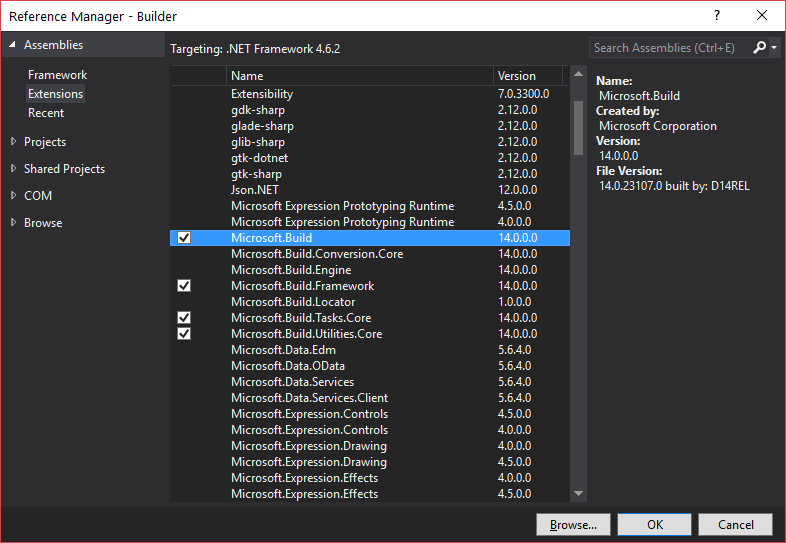 Reference Manager - Builder
Assemblies
Framework
Extensions
Recent
Projects
Shared Projects
COM
Browse
Targeting: .NET Framework 4.6.2
Search Assemblies (Ctrl+E)
Name Version
Extensibility 7.0.3300.0
gdk-sharp 2.12.0.0
glade-sharp 2.12.0.0
glib-sharp 2.12.0.0
gtk-dotnet 2.12.0.0
gtk-sharp 2.12.0.0
Json.NET 12.0.0.0
Microsoft Expression Prototyping Runtime 4.5.0.0
Microsoft Expression Prototyping Runtime 4.0.0.0
Microsoft.Build 14.0.0.0
Microsoft.Build.Conversion.Core 14.0.0.0
Microsoft.Build.Engine 14.0.0.0
Microsoft.Build.Framework 14.0.0.0
Microsoft.Build.Locator 1.0.0.0
Microsoft.Build.Tasks.Core 14.0.0.0
Microsoft.Build.Utilities.Core 14.0.0.0
Microsoft.Data.Edm 5.6.4.0
Microsoft.Data.OData 5.6.4.0
Microsoft.Data.Services 5.6.4.0
Microsoft.Data.Services.Client 5.6.4.0
Microsoft.Expression.Controls 4.5.0.0
Microsoft.Expression.Controls 4.0.0.0
Microsoft.Expression.Drawing 4.0.0.0
Microsoft.Expression.Drawing 4.5.0.0
Microsoft.Expression.Effects 4.0.0.0
Microsoft.Expression.Effects 4.5.0.0
Name:
Microsoft.Build
Created by:
Microsoft Corporation
Version:
14.0.0.0
File Version:
14.0.23107.0 built by: D14REL
Browse...
OK
Cancel